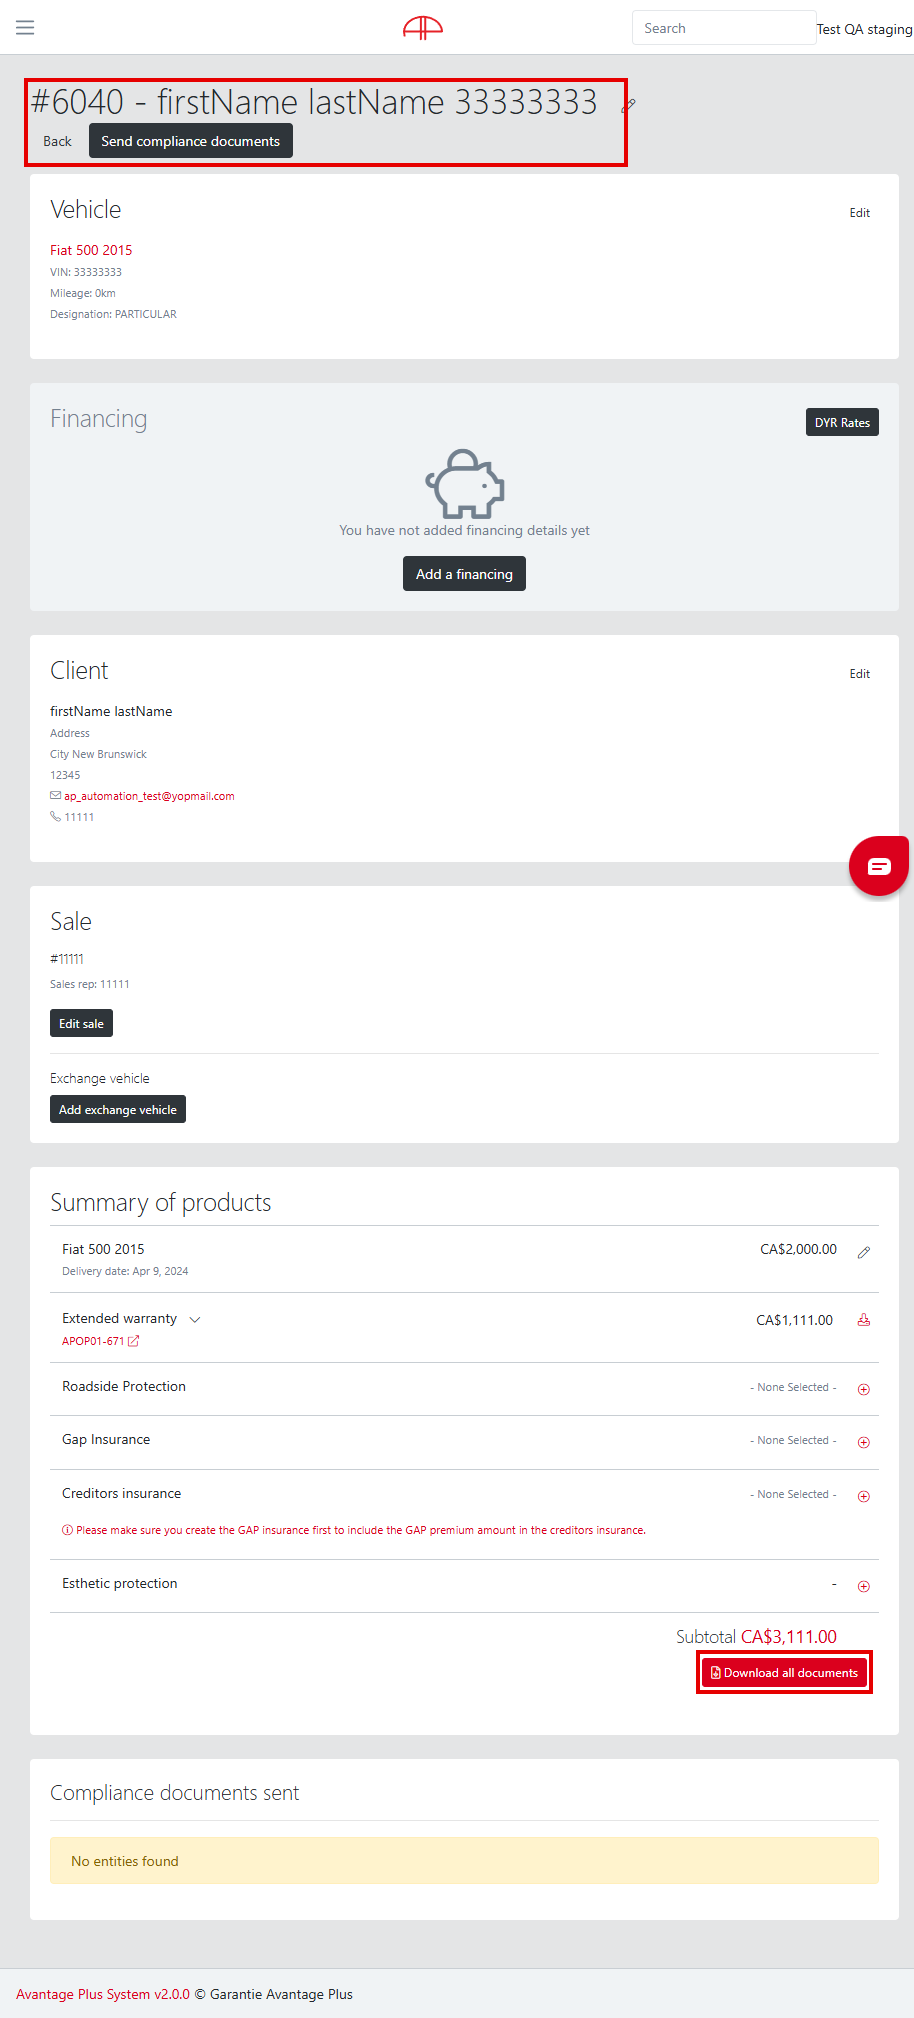 Search
Test QA staging
#6040 - firstName lastName 33333333
Back
Send compliance documents
Vehicle
Edit
Fiat 500 2015
VIN: 33333333
Mileage: 0km
Designation: PARTICULAR
Financing
DYR Rates
You have not added financing details yet
Add a financing
Client
Edit
firstName lastName
Address
City New Brunswick
12345
ap_automation_test@yopmail.com
11111
Sale
#11111
Sales rep: 11111
Edit sale
Exchange vehicle
Add exchange vehicle
Summary of products
Fiat 500 2015
CA$2,000.00
Delivery date: Apr 9, 2024
Extended warranty
CA$1,111.00
APOP01-671
Roadside Protection
- None Selected -
Gap Insurance
- None Selected -
Creditors insurance
- None Selected -
Please make sure you create the GAP insurance first to include the GAP premium amount in the creditors insurance.
Esthetic protection
-
Subtotal CA$3,111.00
Download all documents
Compliance documents sent
No entities found
Avantage Plus System v2.0.0 © Garantie Avantage Plus